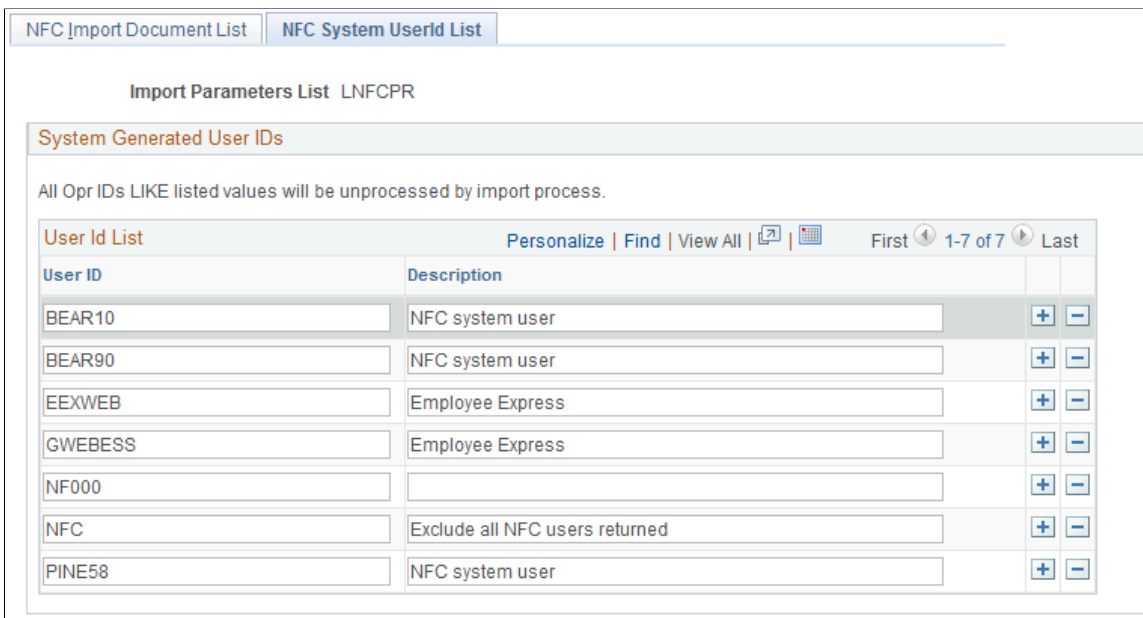 NFC Import Document List NFC System UserId List
Import Parameters List LNFCPR
System Generated User IDs
All Opr IDs LIKE listed values will be unprocessed by import process.
User Id List Personalize | Find | View All | | First 1-7 of 7 Last
User ID Description
BEAR10 NFC system user + −
BEAR90 NFC system user + −
EEXWEB Employee Express + −
GWEBESS Employee Express + −
NF000 + −
NFC Exclude all NFC users returned + −
PINE58 NFC system user + −